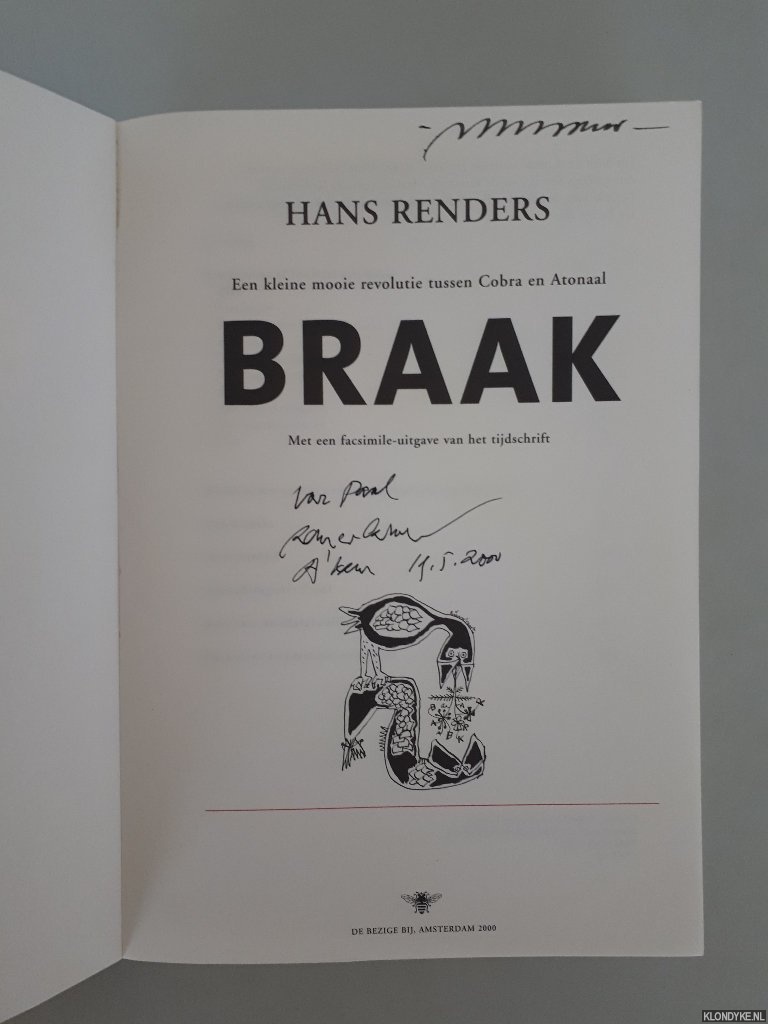 HANS RENDERS
Een kleine mooie revolutie tussen Cobra en Atonaal
BRAAK
Met een facsimile-uitgave van het tijdschrift
voor Paul
A'dam 19.5.2000
DE BEZIGE BIJ, AMSTERDAM 2000
KLONDYKE.NL